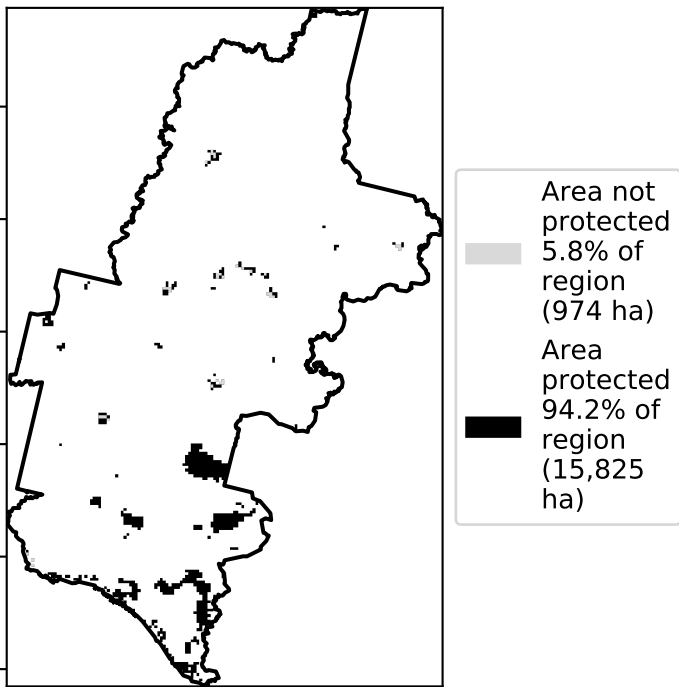 Area not
protected
5.8% of
region
(974 ha)
Area
protected
94.2% of
region
(15,825
ha)